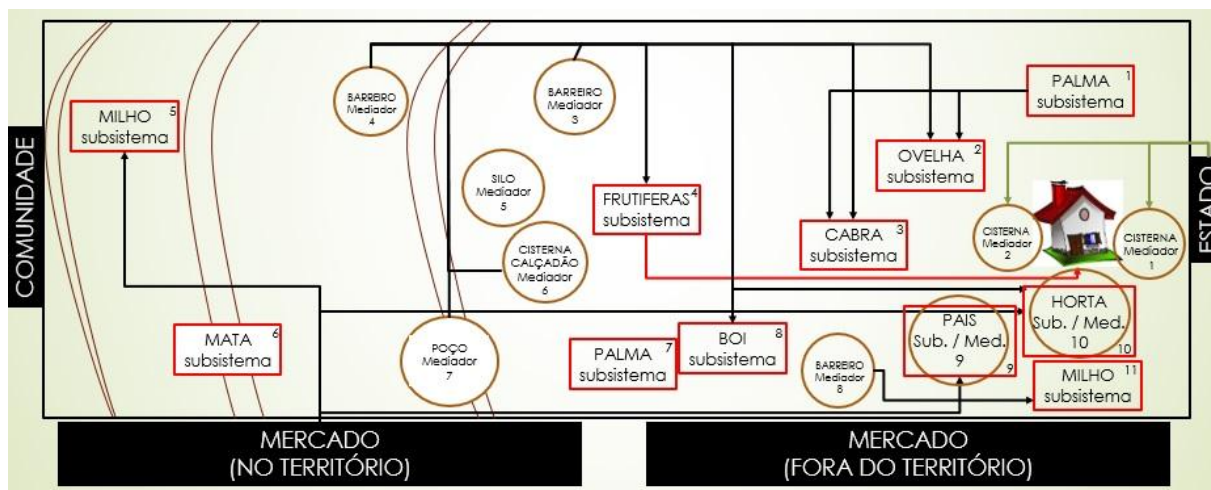 COMUNIDADE
MILHO 5
subsistema
MATA 6
subsistema
BARREIRO
Mediador
4
BARREIRO
Mediador
3
SILO
Mediador
5
CISTERNA
CALÇADÃO
Mediador
6
POÇO
Mediador
7
FRUTIFERAS 4
subsistema
PALMA 7
subsistema
BOI 8
subsistema
PALMA 1
subsistema
OVELHA 2
subsistema
CABRA 3
subsistema
CISTERNA
Mediador
2
CISTERNA
Mediador
1
BARREIRO
Mediador
8
PAIS
Sub. / Med.
9
9
HORTA
Sub. / Med.
10
10
MILHO 11
subsistema
ESTADO
MERCADO
(NO TERRITÓRIO)
MERCADO
(FORA DO TERRITÓRIO)